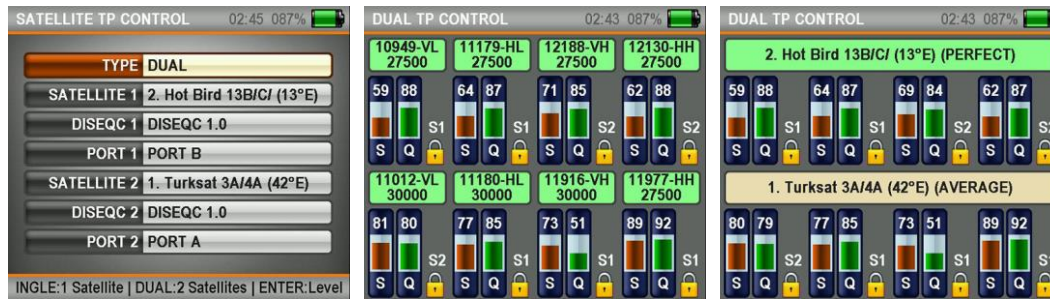 SATELLITE TP CONTROL 02:45 087%
TYPE DUAL
SATELLITE 1 2. Hot Bird 13B/C/ (13°E)
DISEQC 1 DISEQC 1.0
PORT 1 PORT B
SATELLITE 2 1. Turksat 3A/4A (42°E)
DISEQC 2 DISEQC 1.0
PORT 2 PORT A
INGLE:1 Satellite | DUAL:2 Satellites | ENTER:Level
DUAL TP CONTROL 02:43 087%
10949-VL 11179-HL 12188-VH 12130-HH
27500 27500 27500 27500
59 88 64 87 71 85 62 88
S1 S1 S2 S2
S Q S Q S Q S Q
11012-VL 11180-HL 11916-VH 11977-HH
30000 30000 30000 27500
81 80 77 85 73 51 89 92
S2 S1 S1 S1
S Q S Q S Q S Q
DUAL TP CONTROL 02:43 087%
2. Hot Bird 13B/C/ (13°E) (PERFECT)
59 88 64 87 69 84 62 87
S1 S1 S2 S2
S Q S Q S Q S Q
1. Turksat 3A/4A (42°E) (AVERAGE)
80 79 77 85 73 51 89 92
S2 S1 S1 S1
S Q S Q S Q S Q